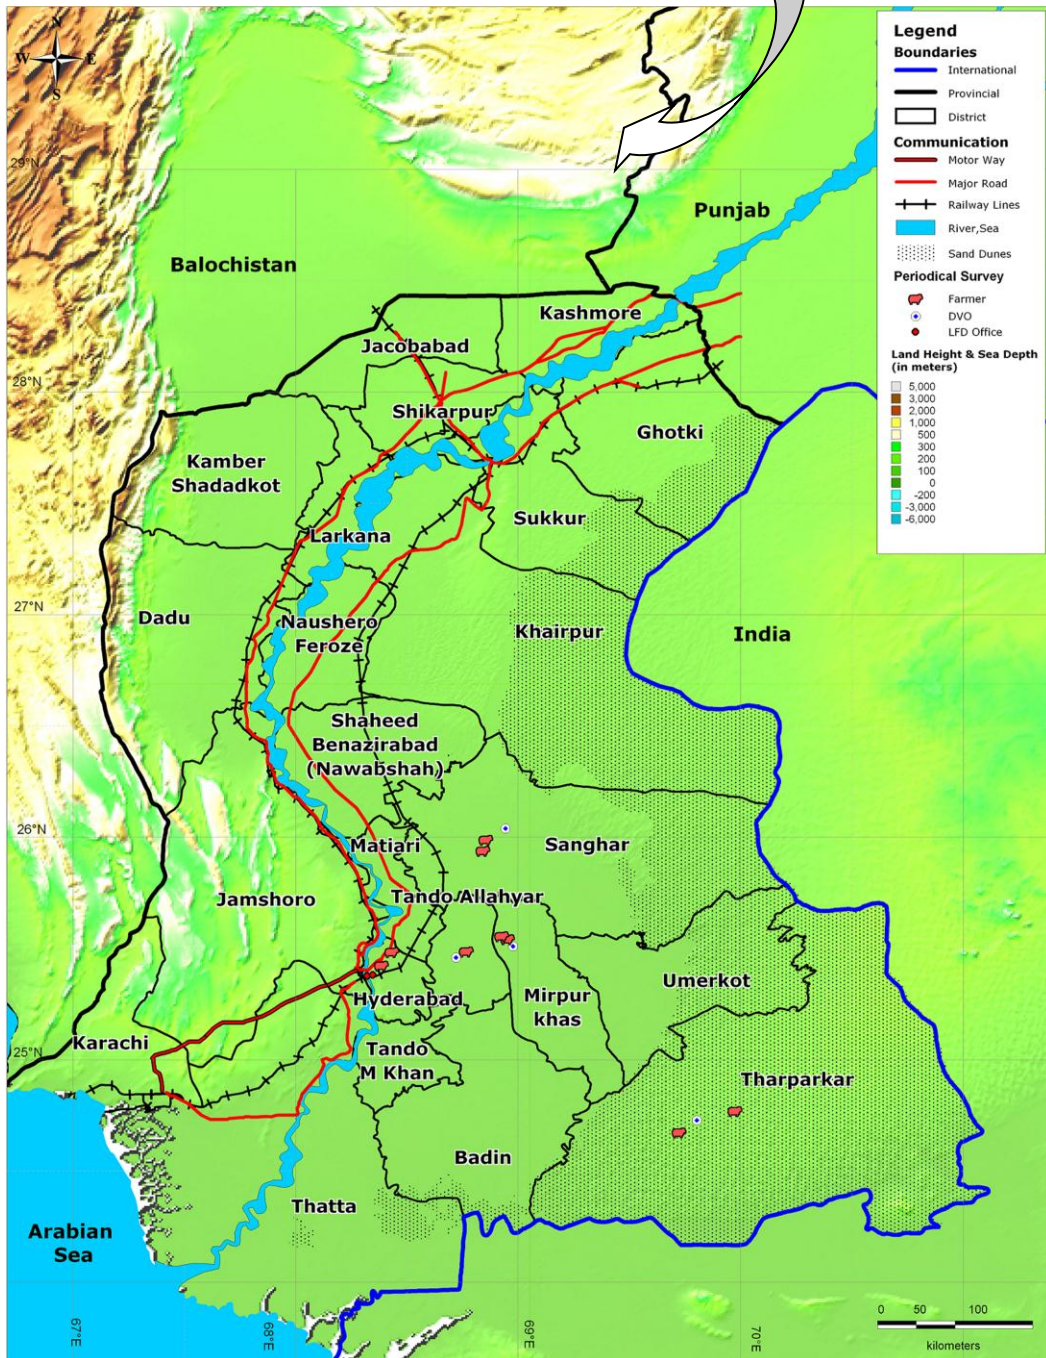 N
W E
S
Legend
Boundaries
International
Provincial
District
Communication
Motor Way
Major Road
Railway Lines
River,Sea
Sand Dunes
Periodical Survey
Farmer
DVO
LFD Office
Land Height & Sea Depth
(in meters)
5,000
3,000
2,000
1,000
500
300
200
100
0
-200
-3,000
-6,000
29°N
Punjab
Balochistan
Kashmore
Jacobabad
28°N
Shikarpur
Ghotki
Kamber
Shadadkot
Sukkur
Larkana
27°N
Dadu
Naushero
Feroze
Khairpur
India
Shaheed
Benazirabad
(Nawabshah)
26°N
Matiari
Sanghar
Jamshoro
Tando Allahyar
Umerkot
Hyderabad
Mirpur
khas
Karachi
25°N
Tando
M Khan
Tharparkar
Badin
Thatta
Arabian
Sea
0 50 100
kilometers
67°E
68°E
69°E
70°E